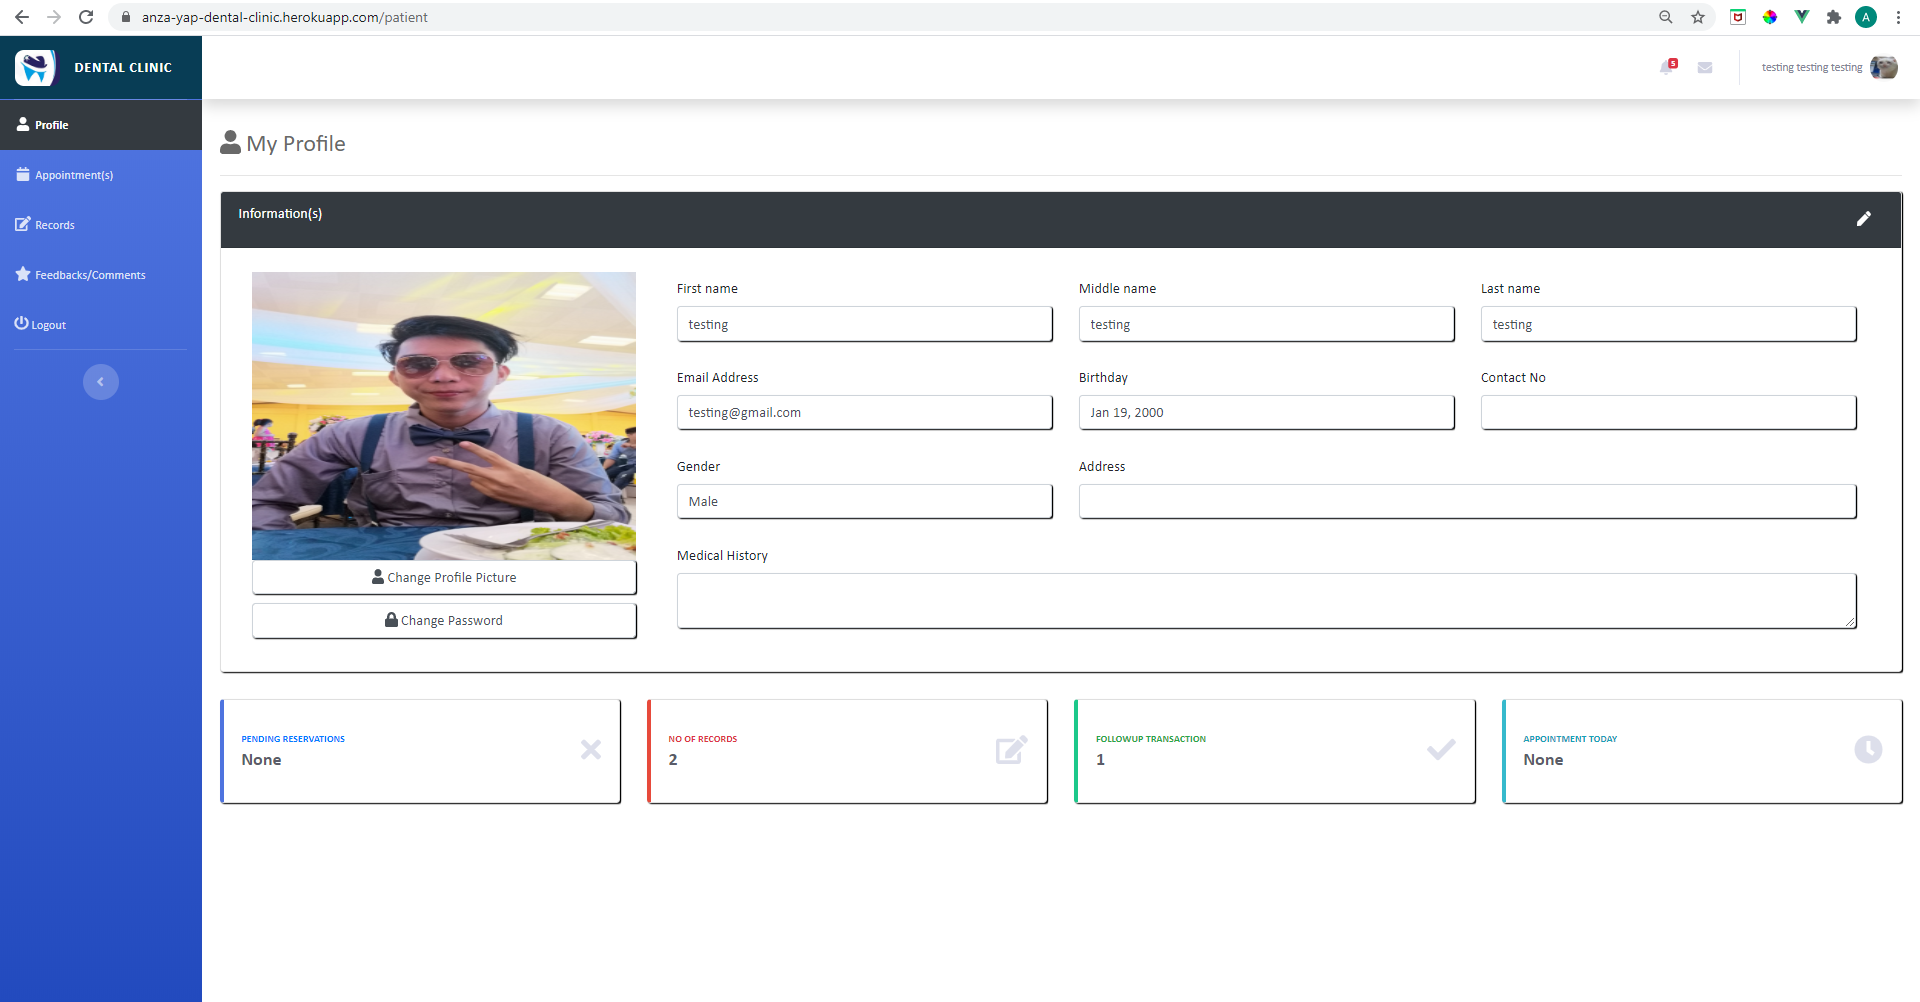 anza-yap-dental-clinic.herokuapp.com/patient
A
DENTAL CLINIC
5
testing testing testing
Profile
Appointment(s)
Records
Feedbacks/Comments
Logout
My Profile
Information(s)
First name
Middle name
Last name
testing
testing
testing
Email Address
Birthday
Contact No
testing@gmail.com
Jan 19, 2000
Gender
Address
Male
Medical History
Change Profile Picture
Change Password
PENDING RESERVATIONS
None
NO OF RECORDS
2
FOLLOWUP TRANSACTION
1
APPOINTMENT TODAY
None